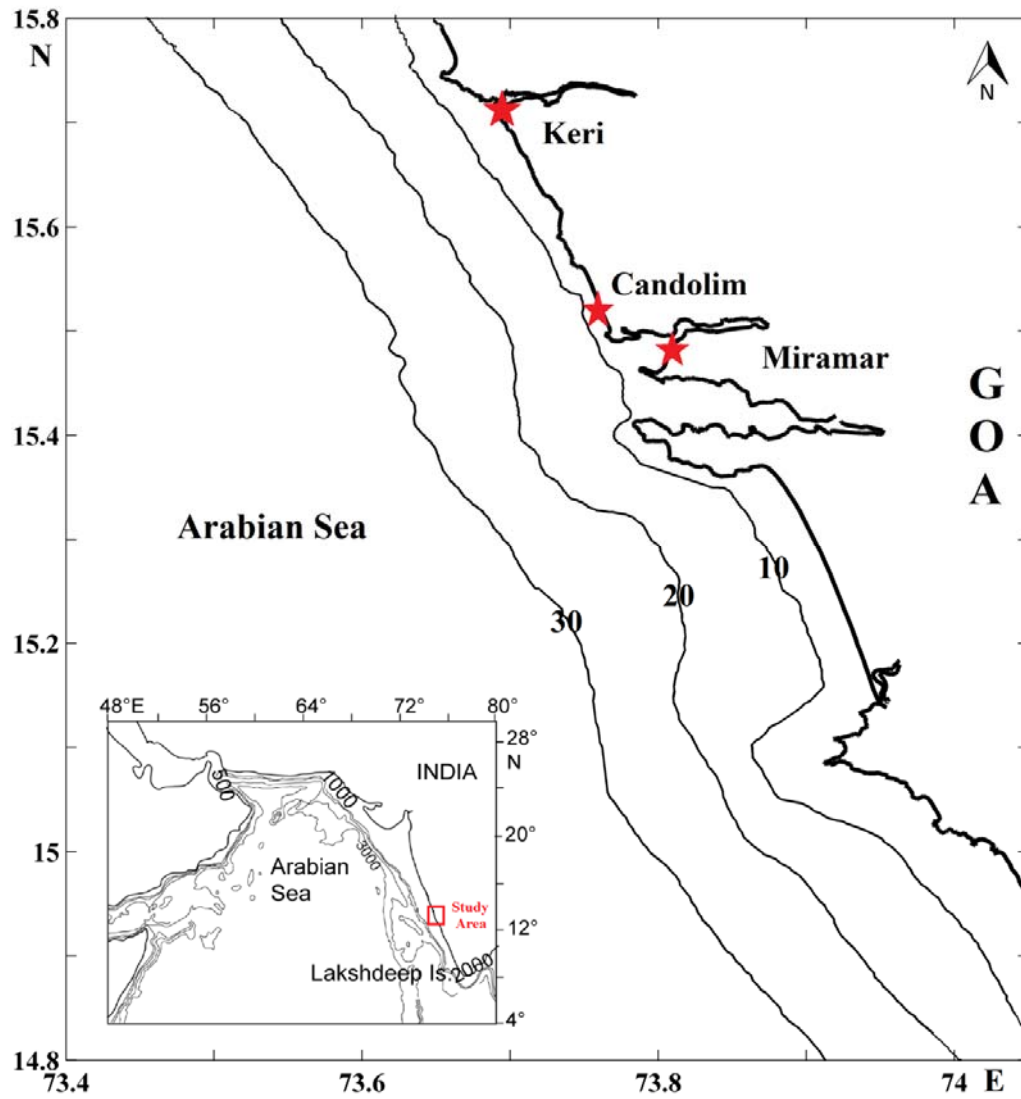 15.8
N
N
Keri
15.6
Candolim
Miramar
G
O
A
15.4
Arabian Sea
10
20
30
15.2
48°E 56° 64° 72° 80°
28°
N
INDIA
500
1000
20°
3000
Arabian
Sea
Study
Area
12°
Lakshdeep Is.
2000
4°
15
14.8
73.4 73.6 73.8 74 E